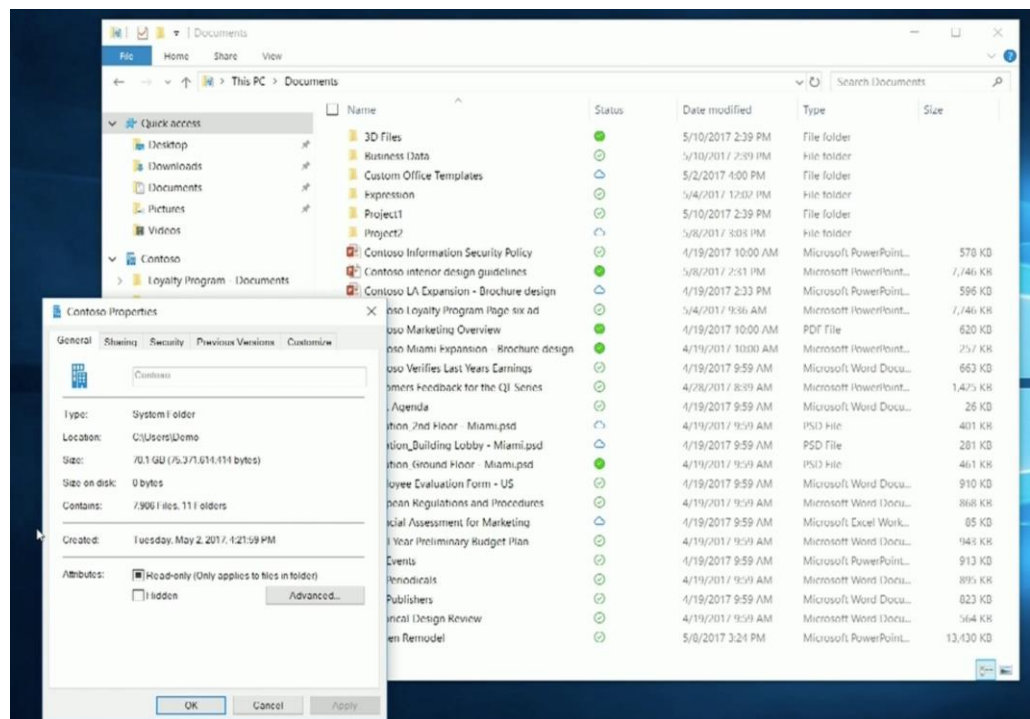 Documents
File Home Share View
This PC > Documents
Search Documents
Name Status Date modified Type Size
Quick access
Desktop
Downloads
Documents
Pictures
Videos
Contoso
Loyalty Program - Documents
3D Files 5/10/2017 2:39 PM File folder
Business Data 5/10/2017 2:39 PM File folder
Custom Office Templates 5/2/2017 4:00 PM File folder
Expression 5/4/2017 12:02 PM File folder
Project1 5/10/2017 2:39 PM File folder
Project2 5/8/2017 3:03 PM File folder
Contoso Information Security Policy 4/19/2017 10:00 AM Microsoft PowerPoint... 578 KB
Contoso interior design guidelines 5/8/2017 2:31 PM Microsoft PowerPoint... 7,746 KB
Contoso LA Expansion - Brochure design 4/19/2017 2:33 PM Microsoft PowerPoint... 596 KB
oso Loyalty Program Page six ad 5/4/2017 9:36 AM Microsoft PowerPoint... 7,746 KB
oso Marketing Overview 4/19/2017 10:00 AM PDF File 620 KB
oso Miami Expansion - Brochure design 4/19/2017 10:00 AM Microsoft PowerPoint... 257 KB
oso Verifies Last Years Earnings 4/19/2017 9:59 AM Microsoft Word Docu... 663 KB
omers Feedback for the Q1 Series 4/28/2017 8:39 AM Microsoft PowerPoint... 1,425 KB
Agenda 4/19/2017 9:59 AM Microsoft Word Docu... 26 KB
ation_2nd Floor - Miami.psd 4/19/2017 9:59 AM PSD File 401 KB
ation_Building Lobby - Miami.psd 4/19/2017 9:59 AM PSD File 281 KB
ation_Ground Floor - Miami.psd 4/19/2017 9:59 AM PSD File 461 KB
loyee Evaluation Form - US 4/19/2017 9:59 AM Microsoft Word Docu... 910 KB
pean Regulations and Procedures 4/19/2017 9:59 AM Microsoft Word Docu... 868 KB
cial Assessment for Marketing 4/19/2017 9:59 AM Microsoft Excel Work... 85 KB
l Year Preliminary Budget Plan 4/19/2017 9:59 AM Microsoft Word Docu... 943 KB
Events 4/19/2017 9:59 AM Microsoft PowerPoint... 913 KB
Periodicals 4/19/2017 9:59 AM Microsoft Word Docu... 895 KB
Publishers 4/19/2017 9:59 AM Microsoft Word Docu... 823 KB
orical Design Review 4/19/2017 9:59 AM Microsoft Word Docu... 564 KB
en Remodel 5/8/2017 3:24 PM Microsoft PowerPoint... 13,430 KB
Contoso Properties
General Sharing Security Previous Versions Customize
Contoso
Type: System Folder
Location: C:\Users\Demo
Size: 70.1 GB (75,371,614,414 bytes)
Size on disk: 0 bytes
Contains: 7,906 Files, 11 Folders
Created: Tuesday, May 2, 2017, 4:21:59 PM
Attributes: Read-only (Only applies to files in folder)
Hidden Advanced...
OK Cancel Apply